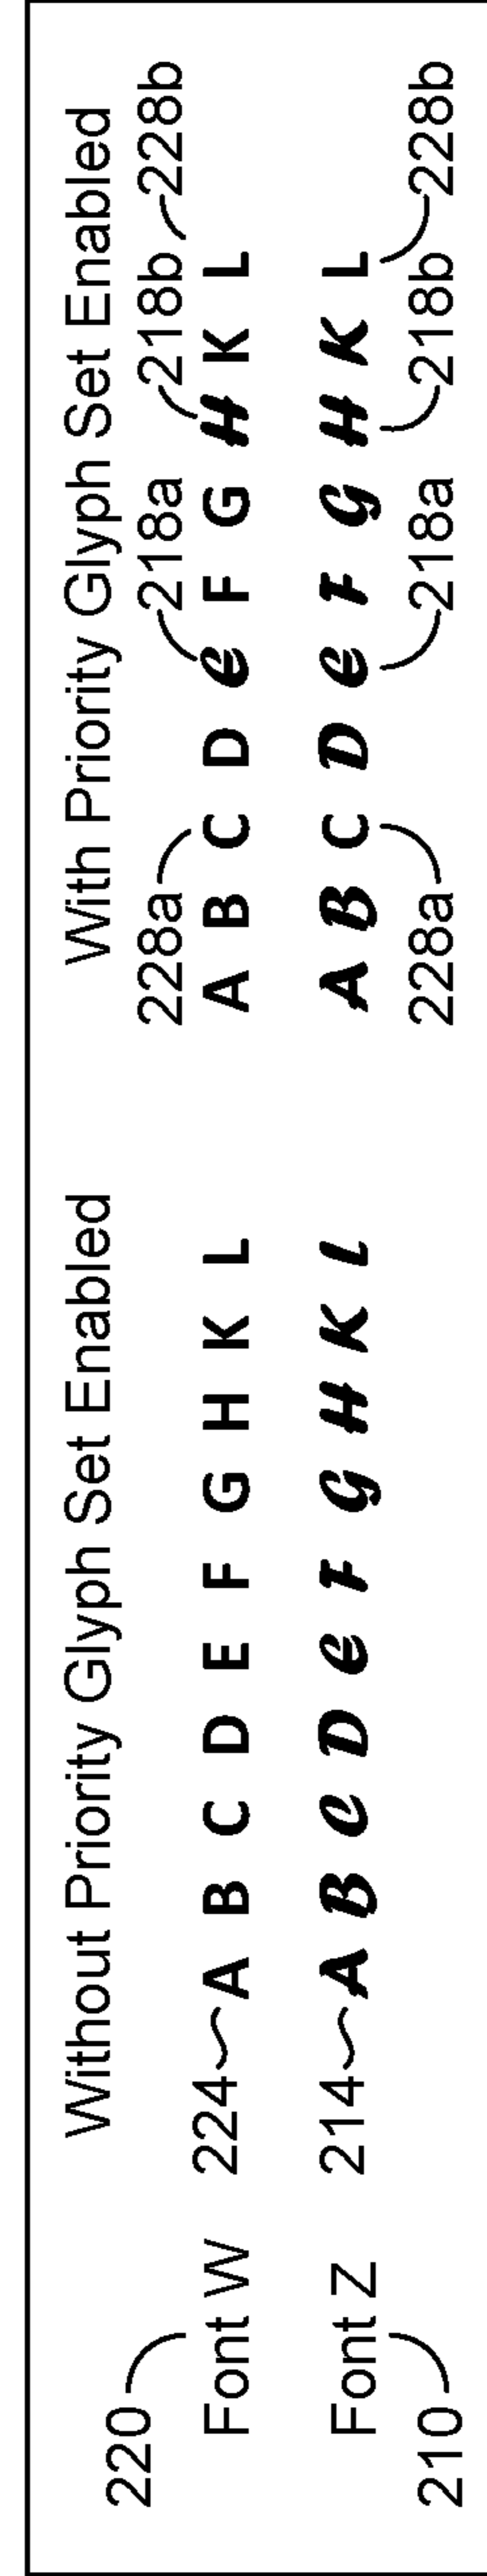 Without Priority Glyph Set Enabled With Priority Glyph Set Enabled
220 228a 218a 218b 228b
Font W 224 A B C D E F G H K L A B C D E F G H K L
Font Z 214 A B C D E F G H K L A B C D E F G H K L
210 228a 218a 218b 228b